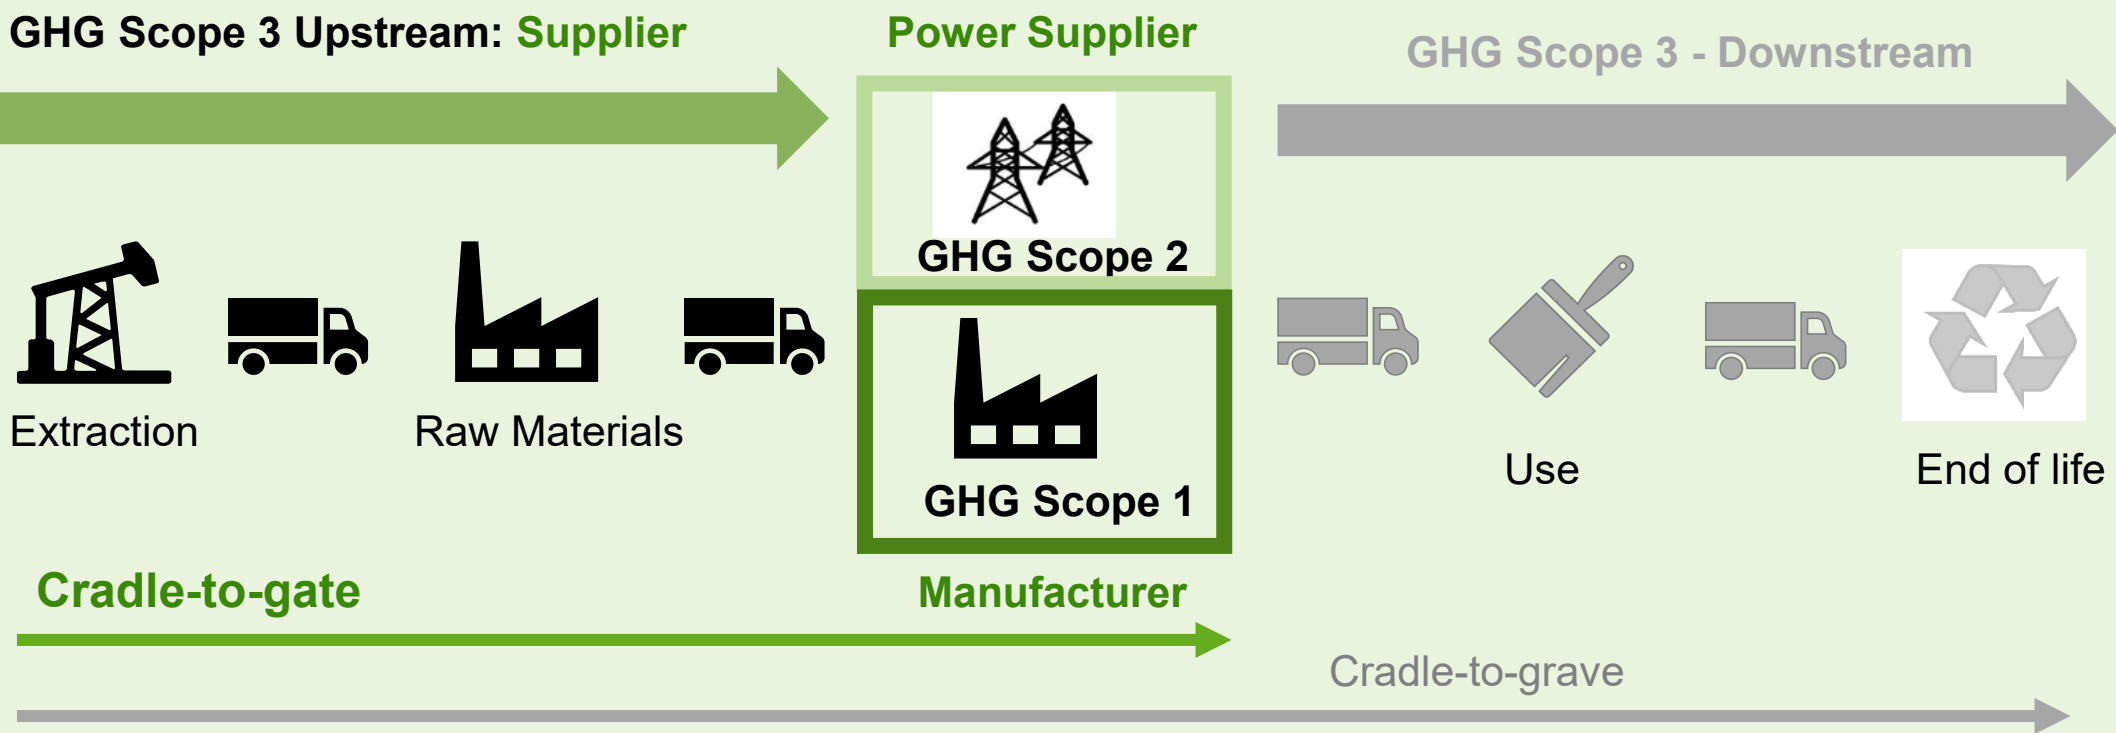 GHG Scope 3 Upstream: Supplier
Power Supplier
GHG Scope 3 - Downstream
GHG Scope 2
Extraction
Raw Materials
GHG Scope 1
Use
End of life
Cradle-to-gate
Manufacturer
Cradle-to-grave